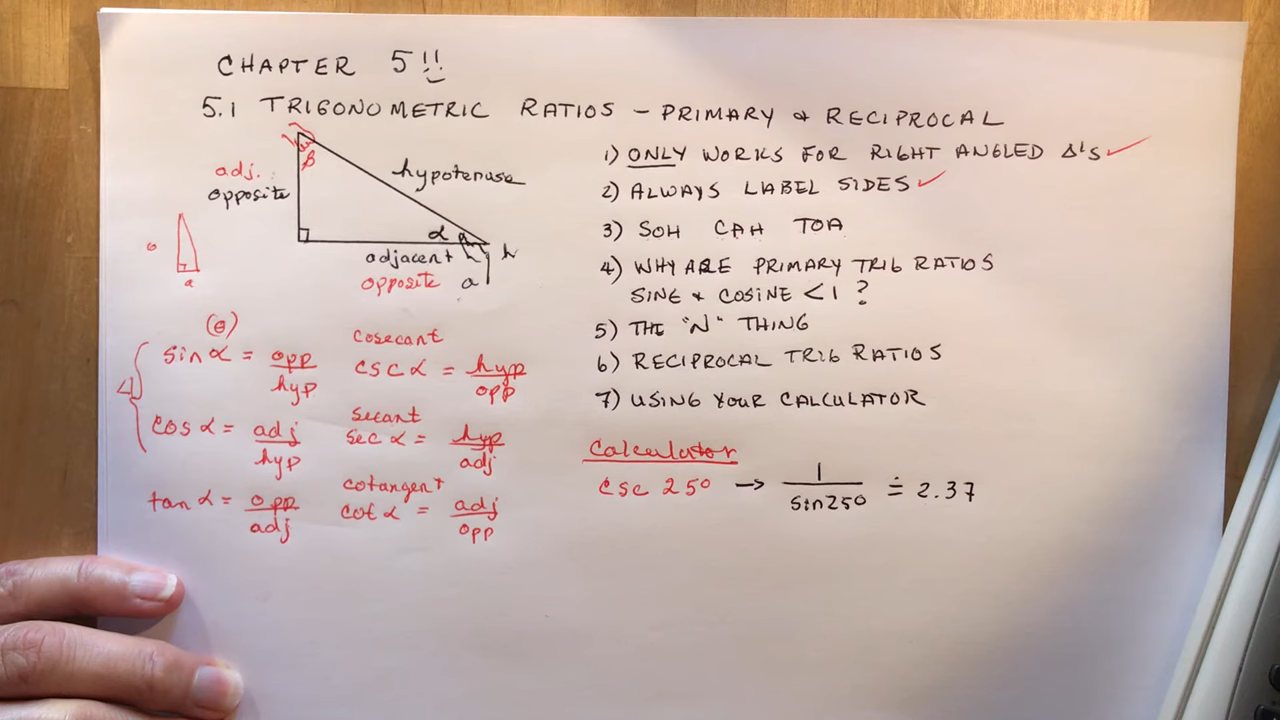 CHAPTER 5!!
5.1 TRIGONOMETRIC RATIOS – PRIMARY & RECIPROCAL
β
adj.
opposite
hypotenuse
α
h
adjacent
opposite
a
o
a
1) ONLY WORKS FOR RIGHT ANGLED Δ'S ✓
2) ALWAYS LABEL SIDES ✓
3) SOH CAH TOA
4) WHY ARE PRIMARY TRIG RATIOS
SINE & COSINE < 1 ?
5) THE "N" THING
6) RECIPROCAL TRIG RATIOS
7) USING YOUR CALCULATOR
(θ)
sin α = opp/hyp
cosecant
csc α = hyp/opp
cos α = adj/hyp
secant
sec α = hyp/adj
tan α = opp/adj
cotangent
cot α = adj/opp
Calculator
csc 25° → 1/sin25° ≐ 2.37